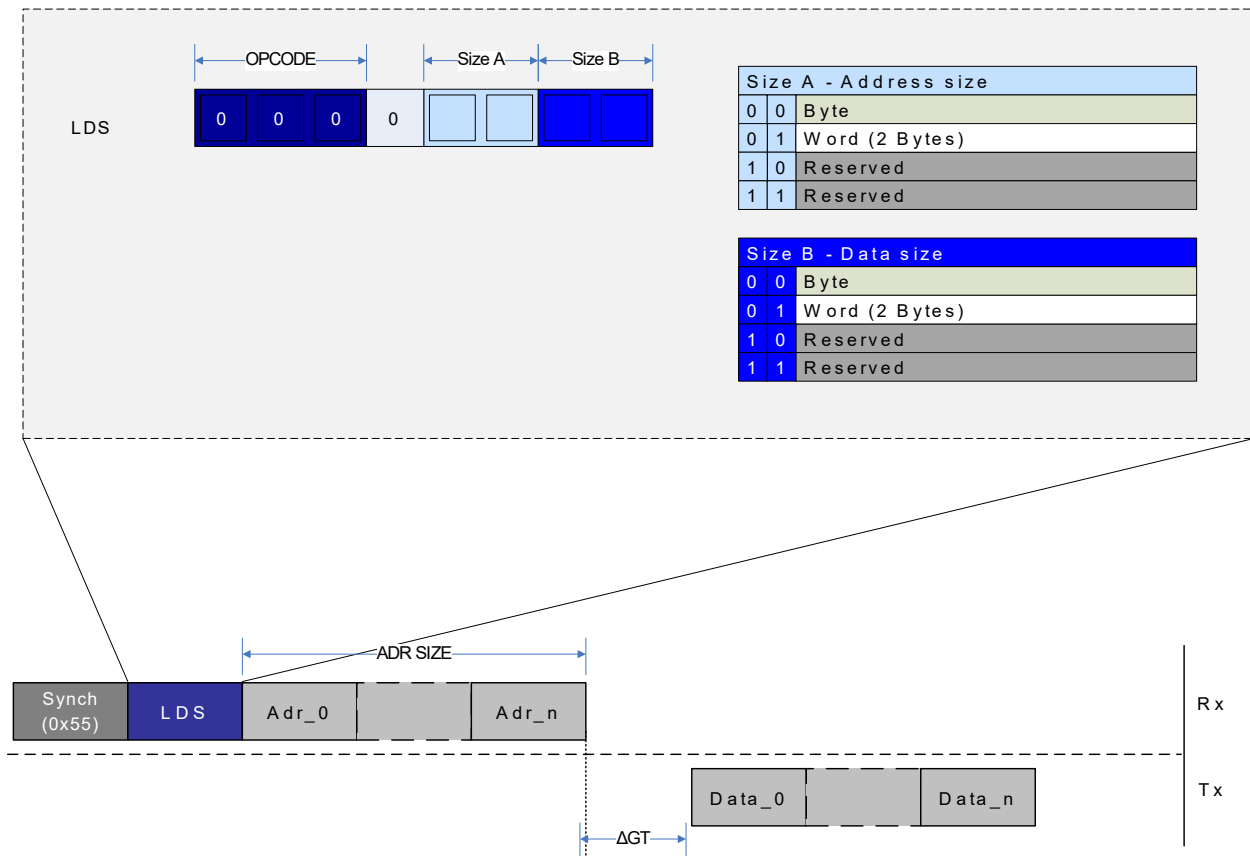 OPCODE Size A Size B
LDS 0 0 0 0
Size A - Address size
0 0 Byte
0 1 Word (2 Bytes)
1 0 Reserved
1 1 Reserved
Size B - Data size
0 0 Byte
0 1 Word (2 Bytes)
1 0 Reserved
1 1 Reserved
ADR SIZE
Synch
(0x55)
LDS Adr_0 Adr_n Rx
Data_0 Data_n Tx
ΔGT